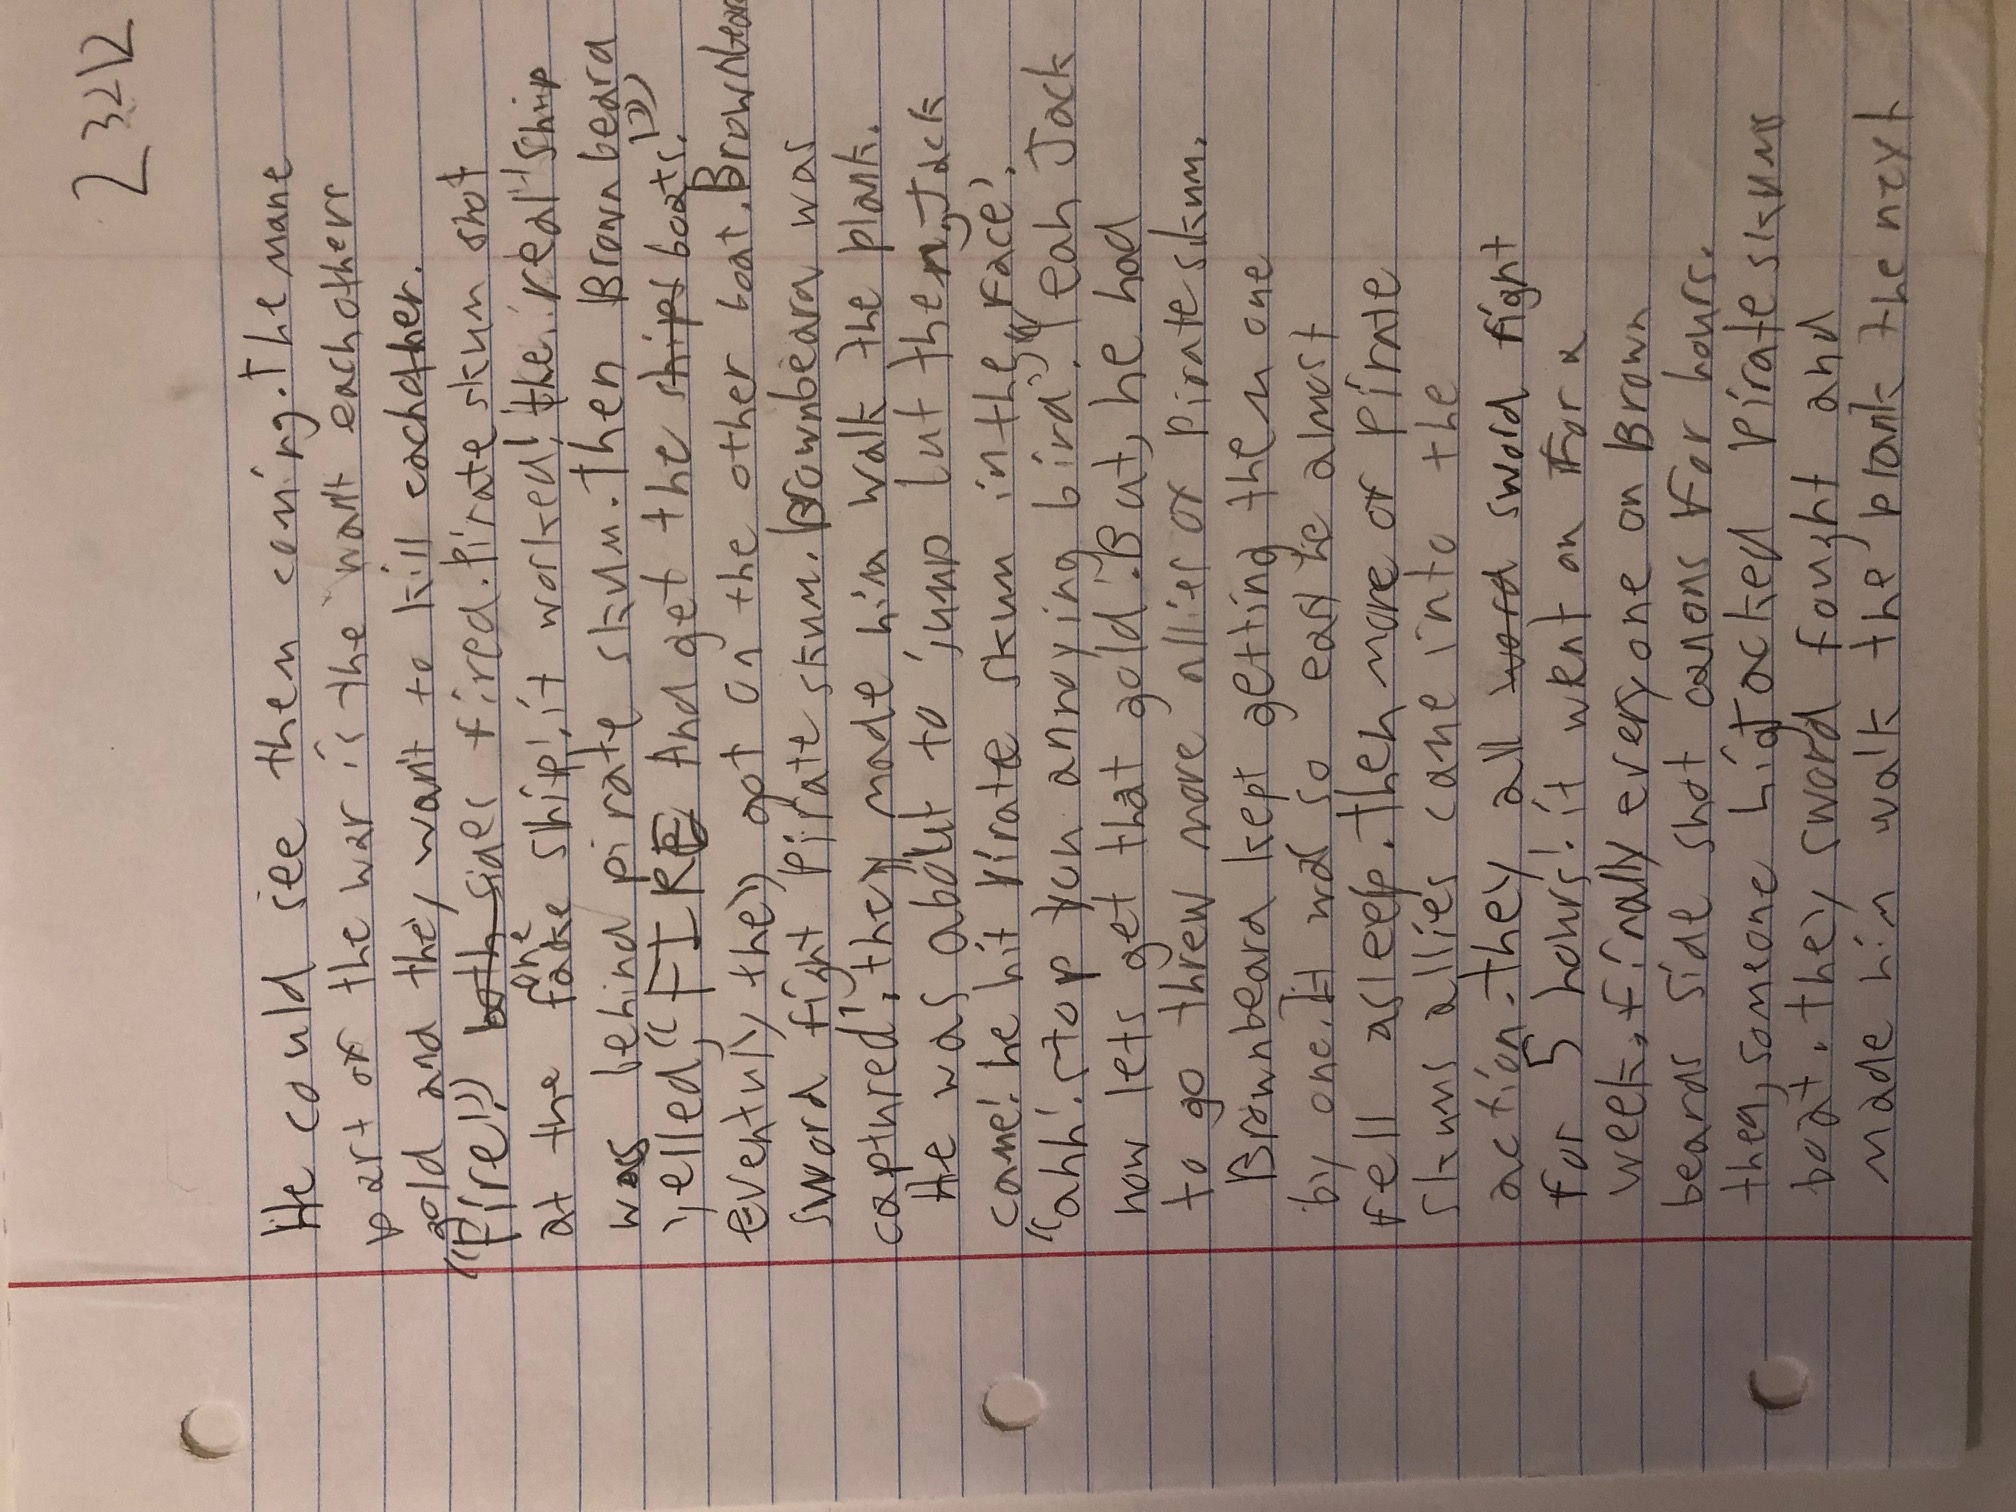 23212
He could see them coming. The mane
part of the war is the want eachothers
gold and they want to kill eachother.
"Fire!" both sides fired. Pirate skum shot
one
at the fake ship! it worked! the real ship
was behind pirate skum. Then Brownbeard
yelled, "FIRE And get the ships boats!"
eventuly they got on the other boat. Brownbear
sword fight Pirate skum. Brownbeard was
captured! they made him walk the plank.
He was about to jump but then, Jack
came! he hit Pirate skum in the face!
"ahh! stop you annoying bird". "Yeah Jack
now lets get that gold! But, he had
to go threw more allies of Pirate skum.
Brownbeard kept getting them one
by one. It was so easy he almost
fell asleep. Then more of Pirate
skums allies came into the
action. they all word sword fight
for 5 hours! it went on for a
week, finally everyone on Brown
beards side shot canons for hours.
then, someone higJacked Pirate skums
boat. they sword fought and
made him walk the plank the next